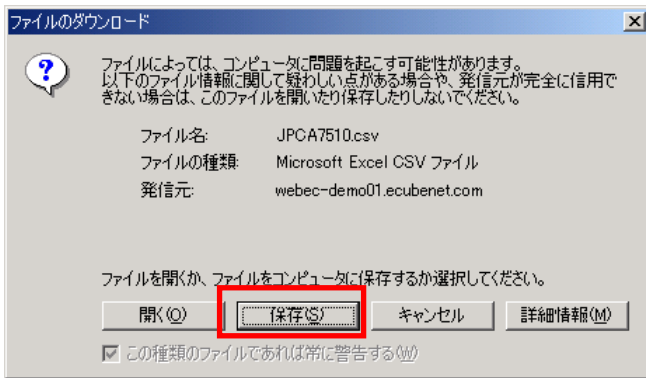 ファイルのダウンロード
ファイルによっては、コンピュータに問題を起こす可能性があります。
以下のファイル情報に関して疑わしい点がある場合や、発信元が完全に信用で
きない場合は、このファイルを開いたり保存したりしないでください。
ファイル名: JPCA7510.csv
ファイルの種類: Microsoft Excel CSV ファイル
発信元: webec-demo01.ecubenet.com
ファイルを開くか、ファイルをコンピュータに保存するか選択してください。
開く(O) 保存(S) キャンセル 詳細情報(M)
この種類のファイルであれば常に警告する(W)